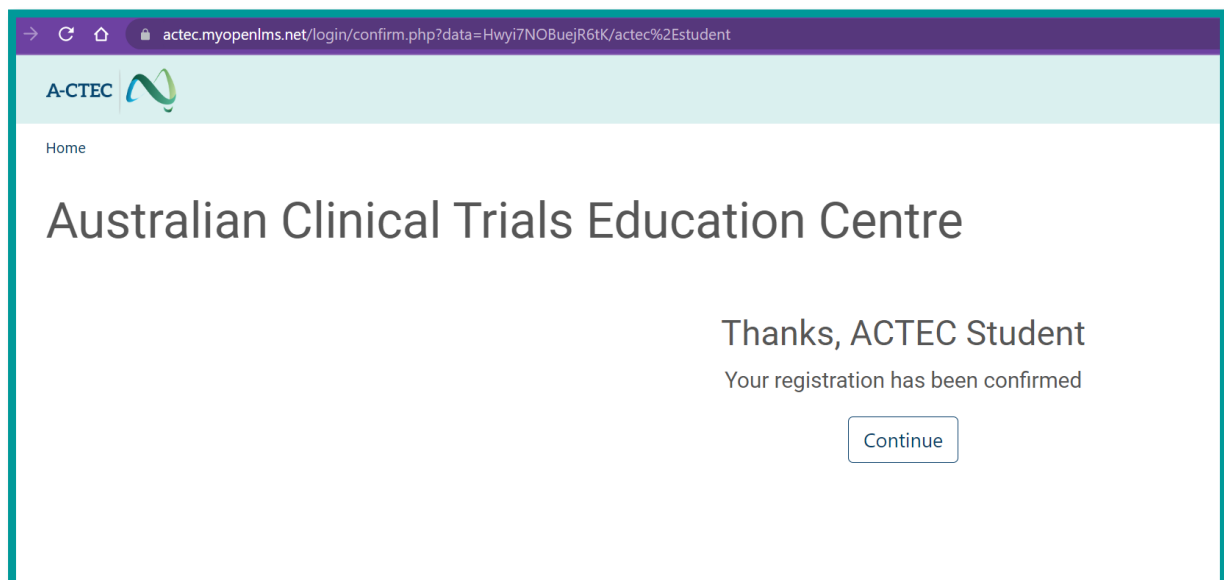 actec.myopenlms.net/login/confirm.php?data=Hwyi7NOBuejR6tK/actec%2Estudent
A-CTEC
Home
Australian Clinical Trials Education Centre
Thanks, ACTEC Student
Your registration has been confirmed
Continue